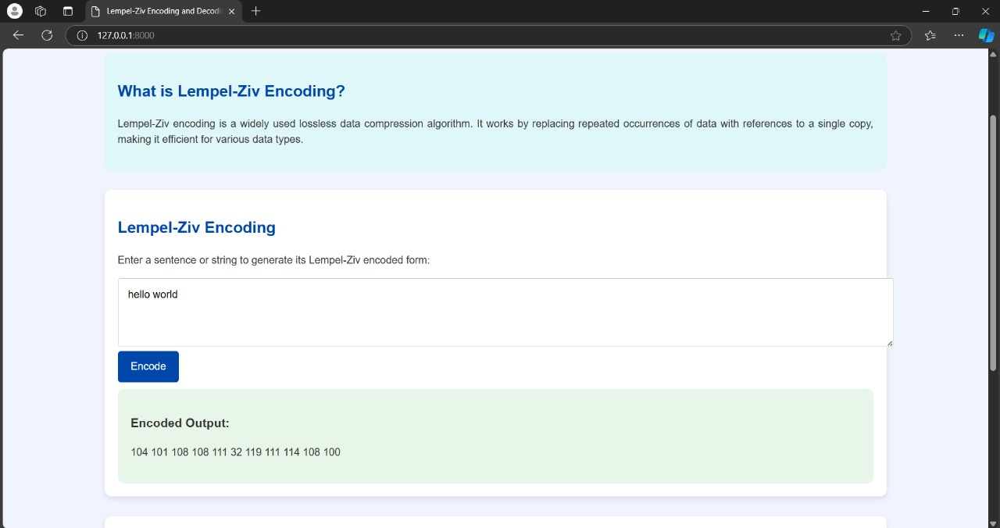 Lempel-Ziv Encoding and Decodi
127.0.0.1:8000
What is Lempel-Ziv Encoding?
Lempel-Ziv encoding is a widely used lossless data compression algorithm. It works by replacing repeated occurrences of data with references to a single copy,
making it efficient for various data types.
Lempel-Ziv Encoding
Enter a sentence or string to generate its Lempel-Ziv encoded form:
hello world
Encode
Encoded Output:
104 101 108 108 111 32 119 111 114 108 100